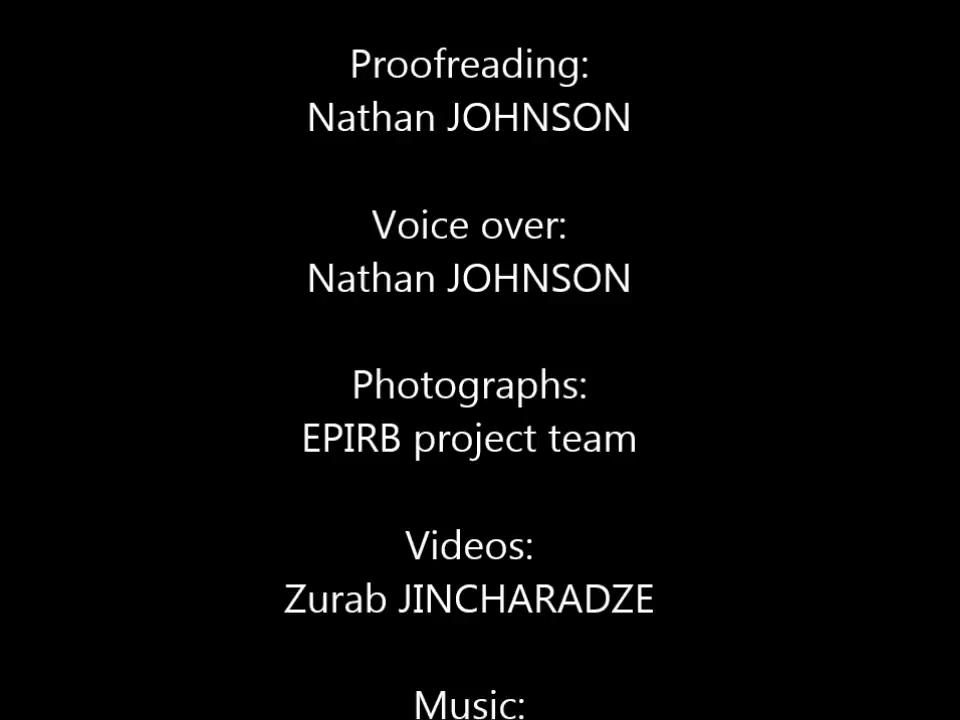 Proofreading:
Nathan JOHNSON
Voice over:
Nathan JOHNSON
Photographs:
EPIRB project team
Videos:
Zurab JINCHARADZE
Music: